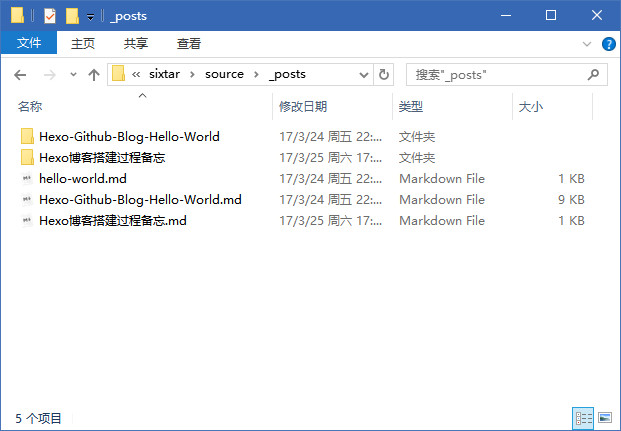 _posts
文件 主页 共享 查看
sixtar source _posts 搜索"_posts"
名称 修改日期 类型 大小
Hexo-Github-Blog-Hello-World 17/3/24 周五 22:... 文件夹
Hexo博客搭建过程备忘 17/3/25 周六 17:... 文件夹
hello-world.md 17/3/24 周五 22:... Markdown File 1 KB
Hexo-Github-Blog-Hello-World.md 17/3/24 周五 22:... Markdown File 9 KB
Hexo博客搭建过程备忘.md 17/3/25 周六 17:... Markdown File 1 KB
5 个项目